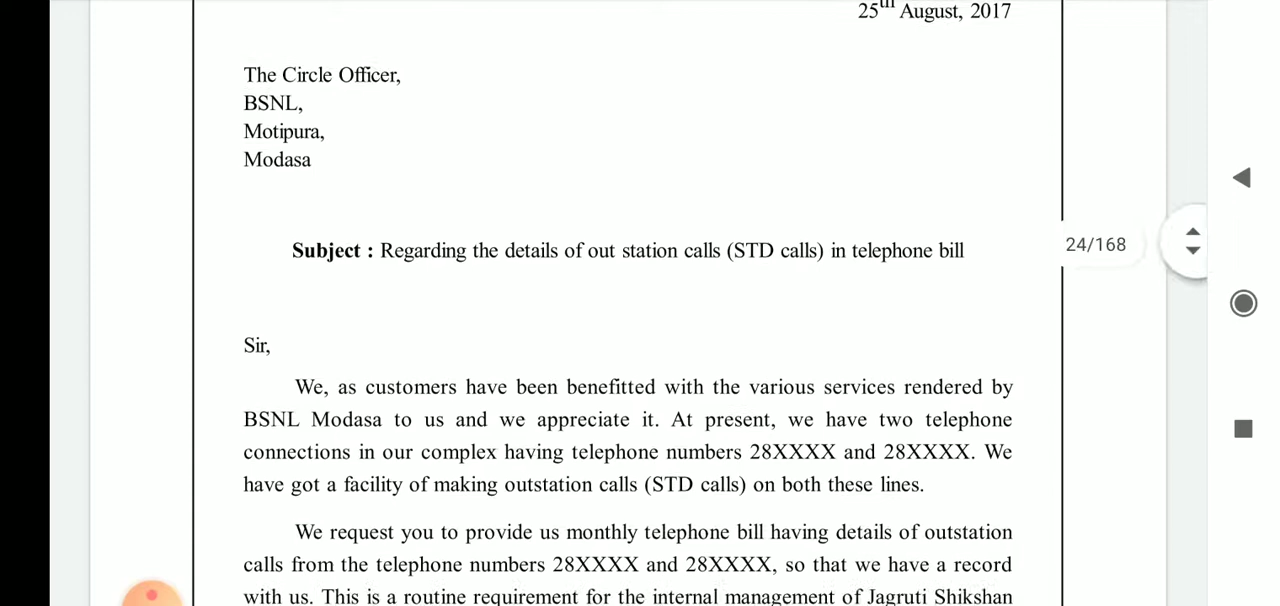 25th August, 2017
The Circle Officer,
BSNL,
Motipura,
Modasa
Subject : Regarding the details of out station calls (STD calls) in telephone bill
24/168
Sir,
We, as customers have been benefitted with the various services rendered by
BSNL Modasa to us and we appreciate it. At present, we have two telephone
connections in our complex having telephone numbers 28XXXX and 28XXXX. We
have got a facility of making outstation calls (STD calls) on both these lines.
We request you to provide us monthly telephone bill having details of outstation
calls from the telephone numbers 28XXXX and 28XXXX, so that we have a record
with us. This is a routine requirement for the internal management of Jagruti Shikshan